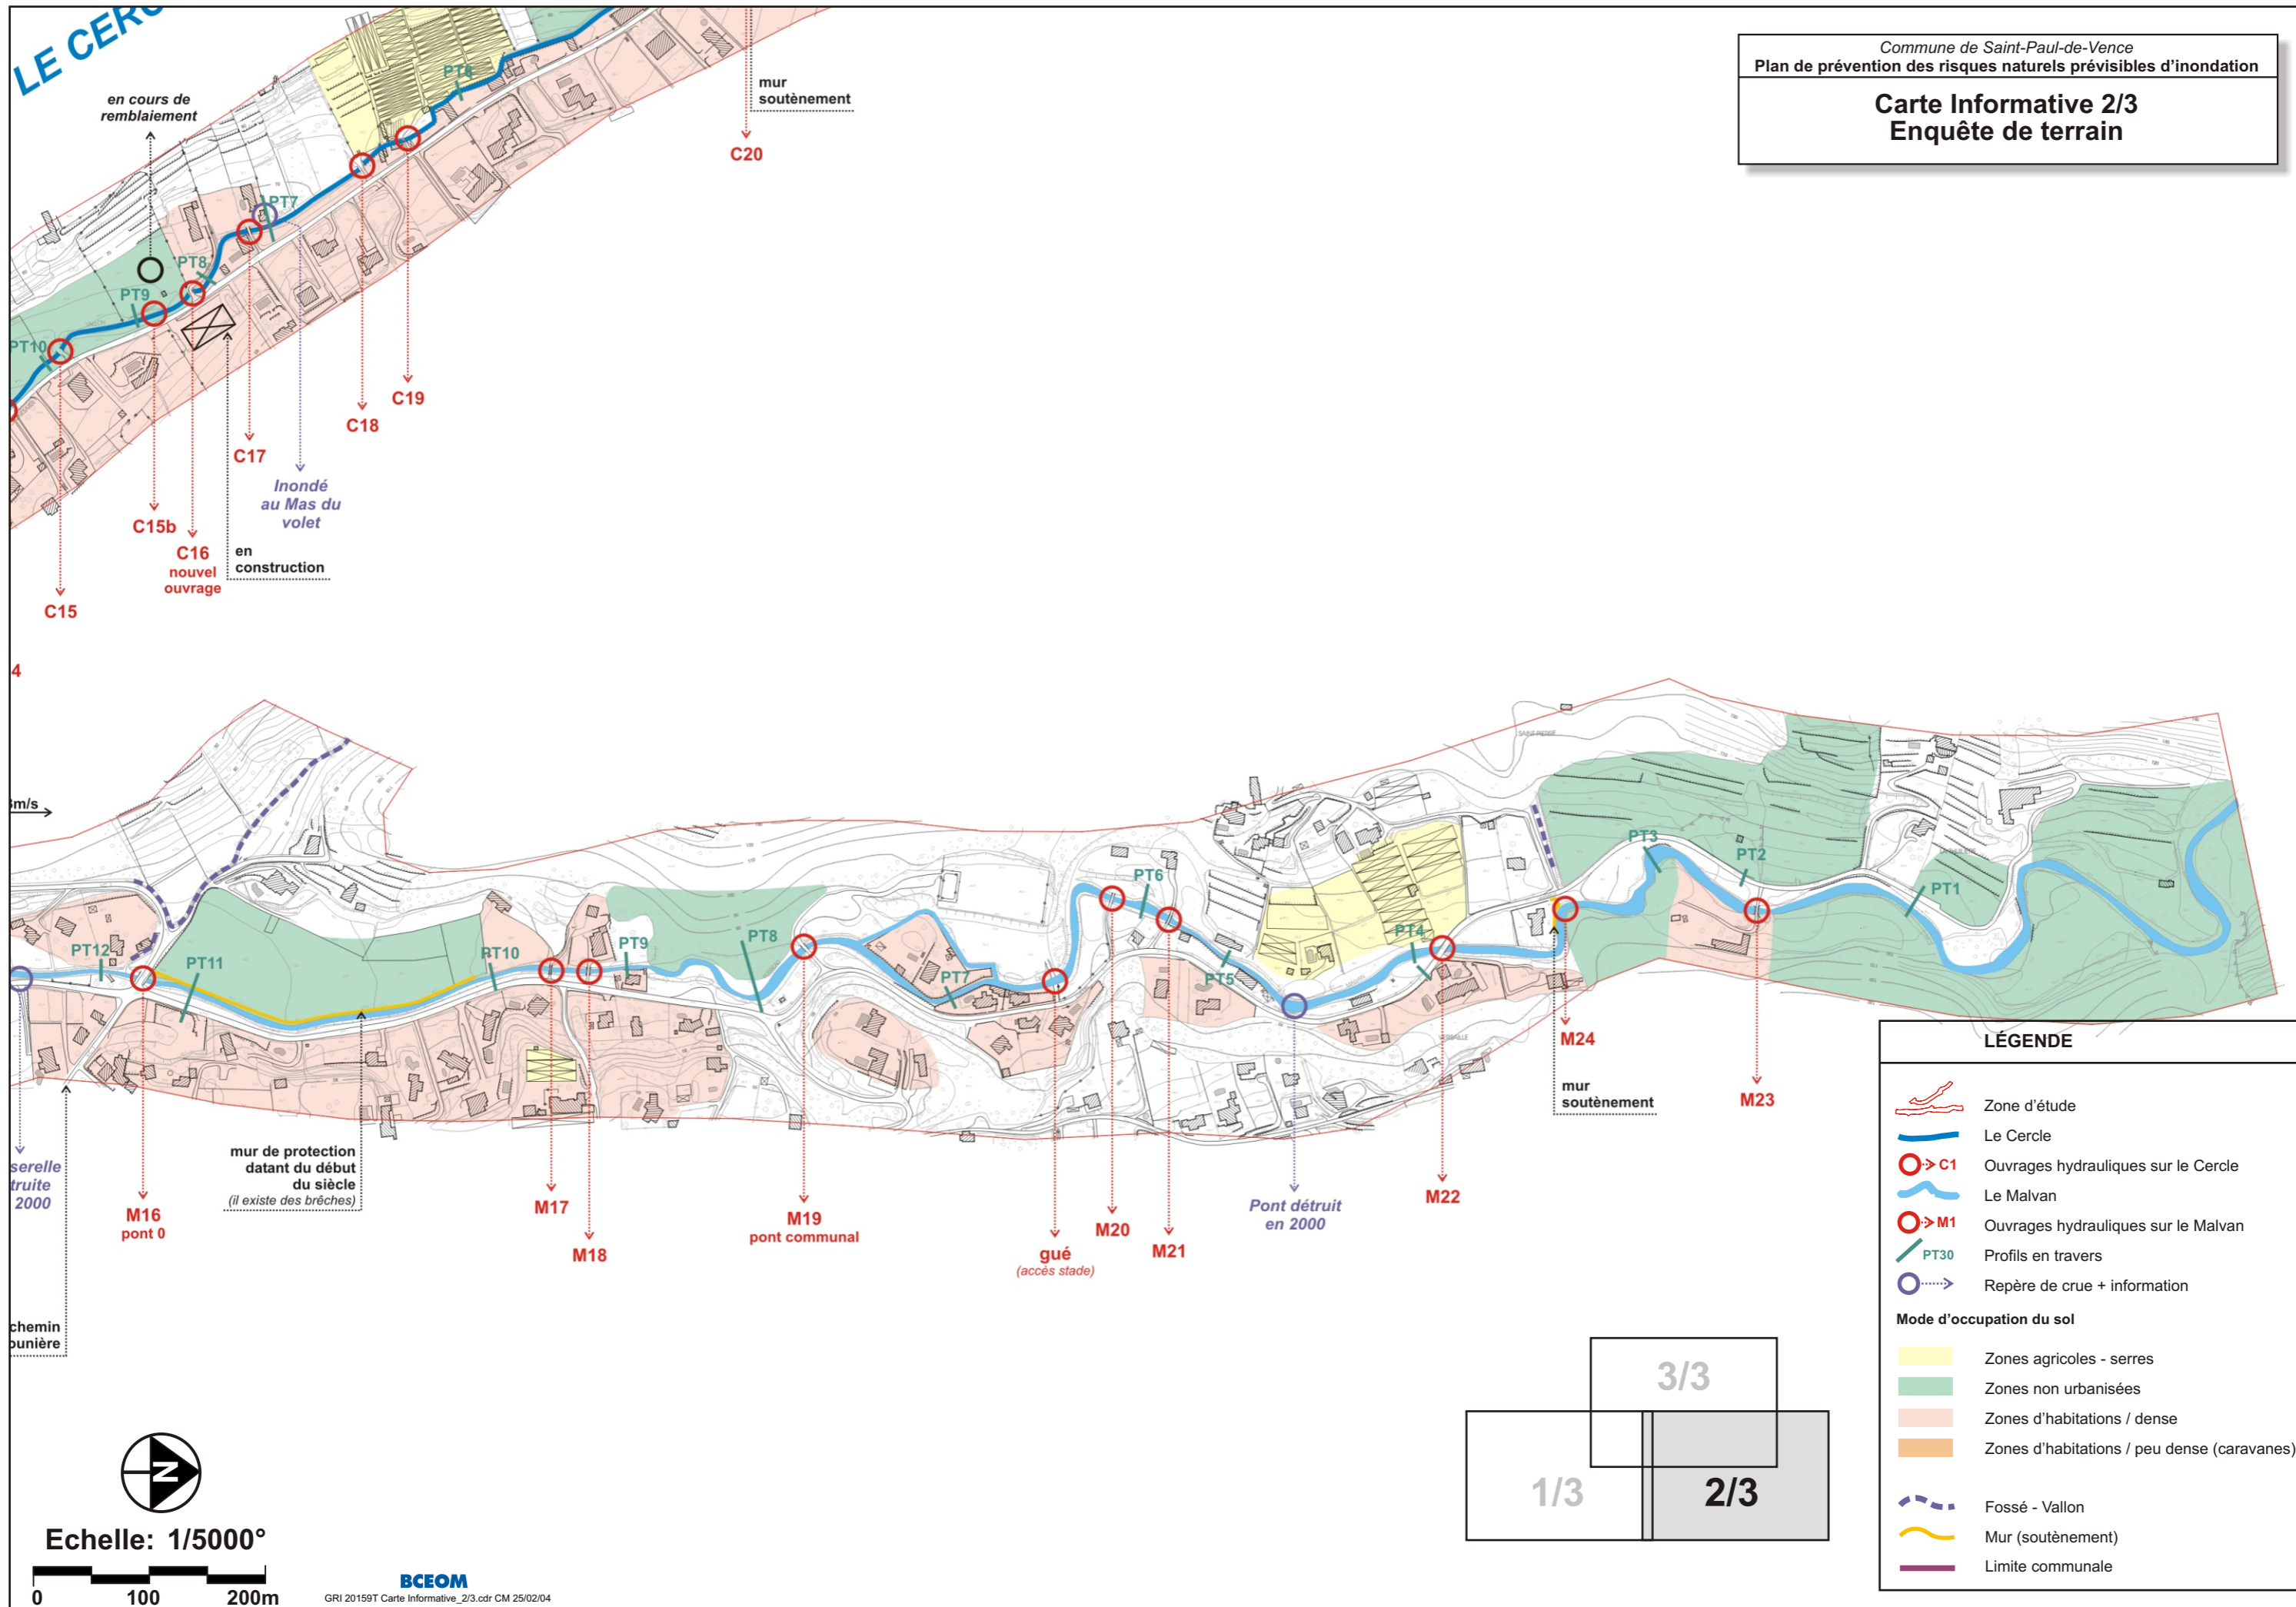 Commune de Saint-Paul-de-Vence
Plan de prévention des risques naturels prévisibles d'inondation
Carte Informative 2/3
Enquête de terrain
LE CERC
en cours de
remblaiement
PT6
mur
soutènement
C20
PT7
PT8
PT9
PT10
VALLON
C19
C18
C17
Inondé
au Mas du
volet
C15b
C16
nouvel
ouvrage
en
construction
C15
4
m/s
SAINT PIERRE
PT12
PT11
PT10
PT9
PT8
PT7
PT6
PT5
PT4
PT3
PT2
PT1
serelle
truite
2000
M16
pont 0
mur de protection
datant du début
du siècle
(il existe des brêches)
M17
M18
M19
pont communal
gué
(accès stade)
M20
M21
Pont détruit
en 2000
M22
M24
mur
soutènement
M23
chemin
ounière
LÉGENDE
Zone d'étude
Le Cercle
C1 Ouvrages hydrauliques sur le Cercle
Le Malvan
M1 Ouvrages hydrauliques sur le Malvan
PT30 Profils en travers
Repère de crue + information
Mode d'occupation du sol
Zones agricoles - serres
Zones non urbanisées
Zones d'habitations / dense
Zones d'habitations / peu dense (caravanes)
Fossé - Vallon
Mur (soutènement)
Limite communale
3/3
1/3
2/3
N
Echelle: 1/5000°
0 100 200m
BCEOM
GRI 20159T Carte Informative_2/3.cdr CM 25/02/04